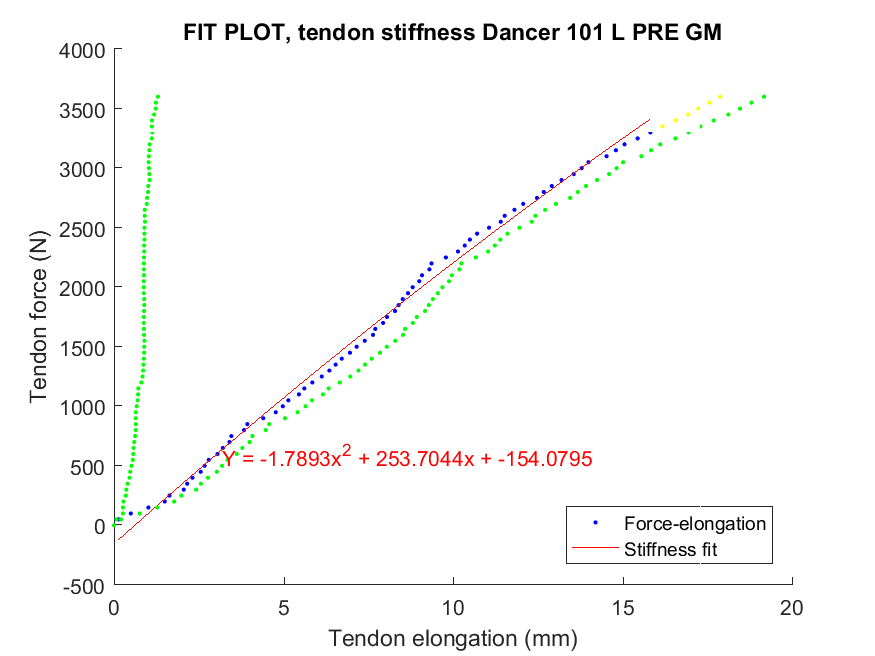 FIT PLOT, tendon stiffness Dancer 101 L PRE GM
4000
3500
3000
2500
2000
1500
1000
500
0
-500
Tendon force (N)
Y = -1.7893x² + 253.7044x + -154.0795
Force-elongation
Stiffness fit
0 5 10 15 20
Tendon elongation (mm)